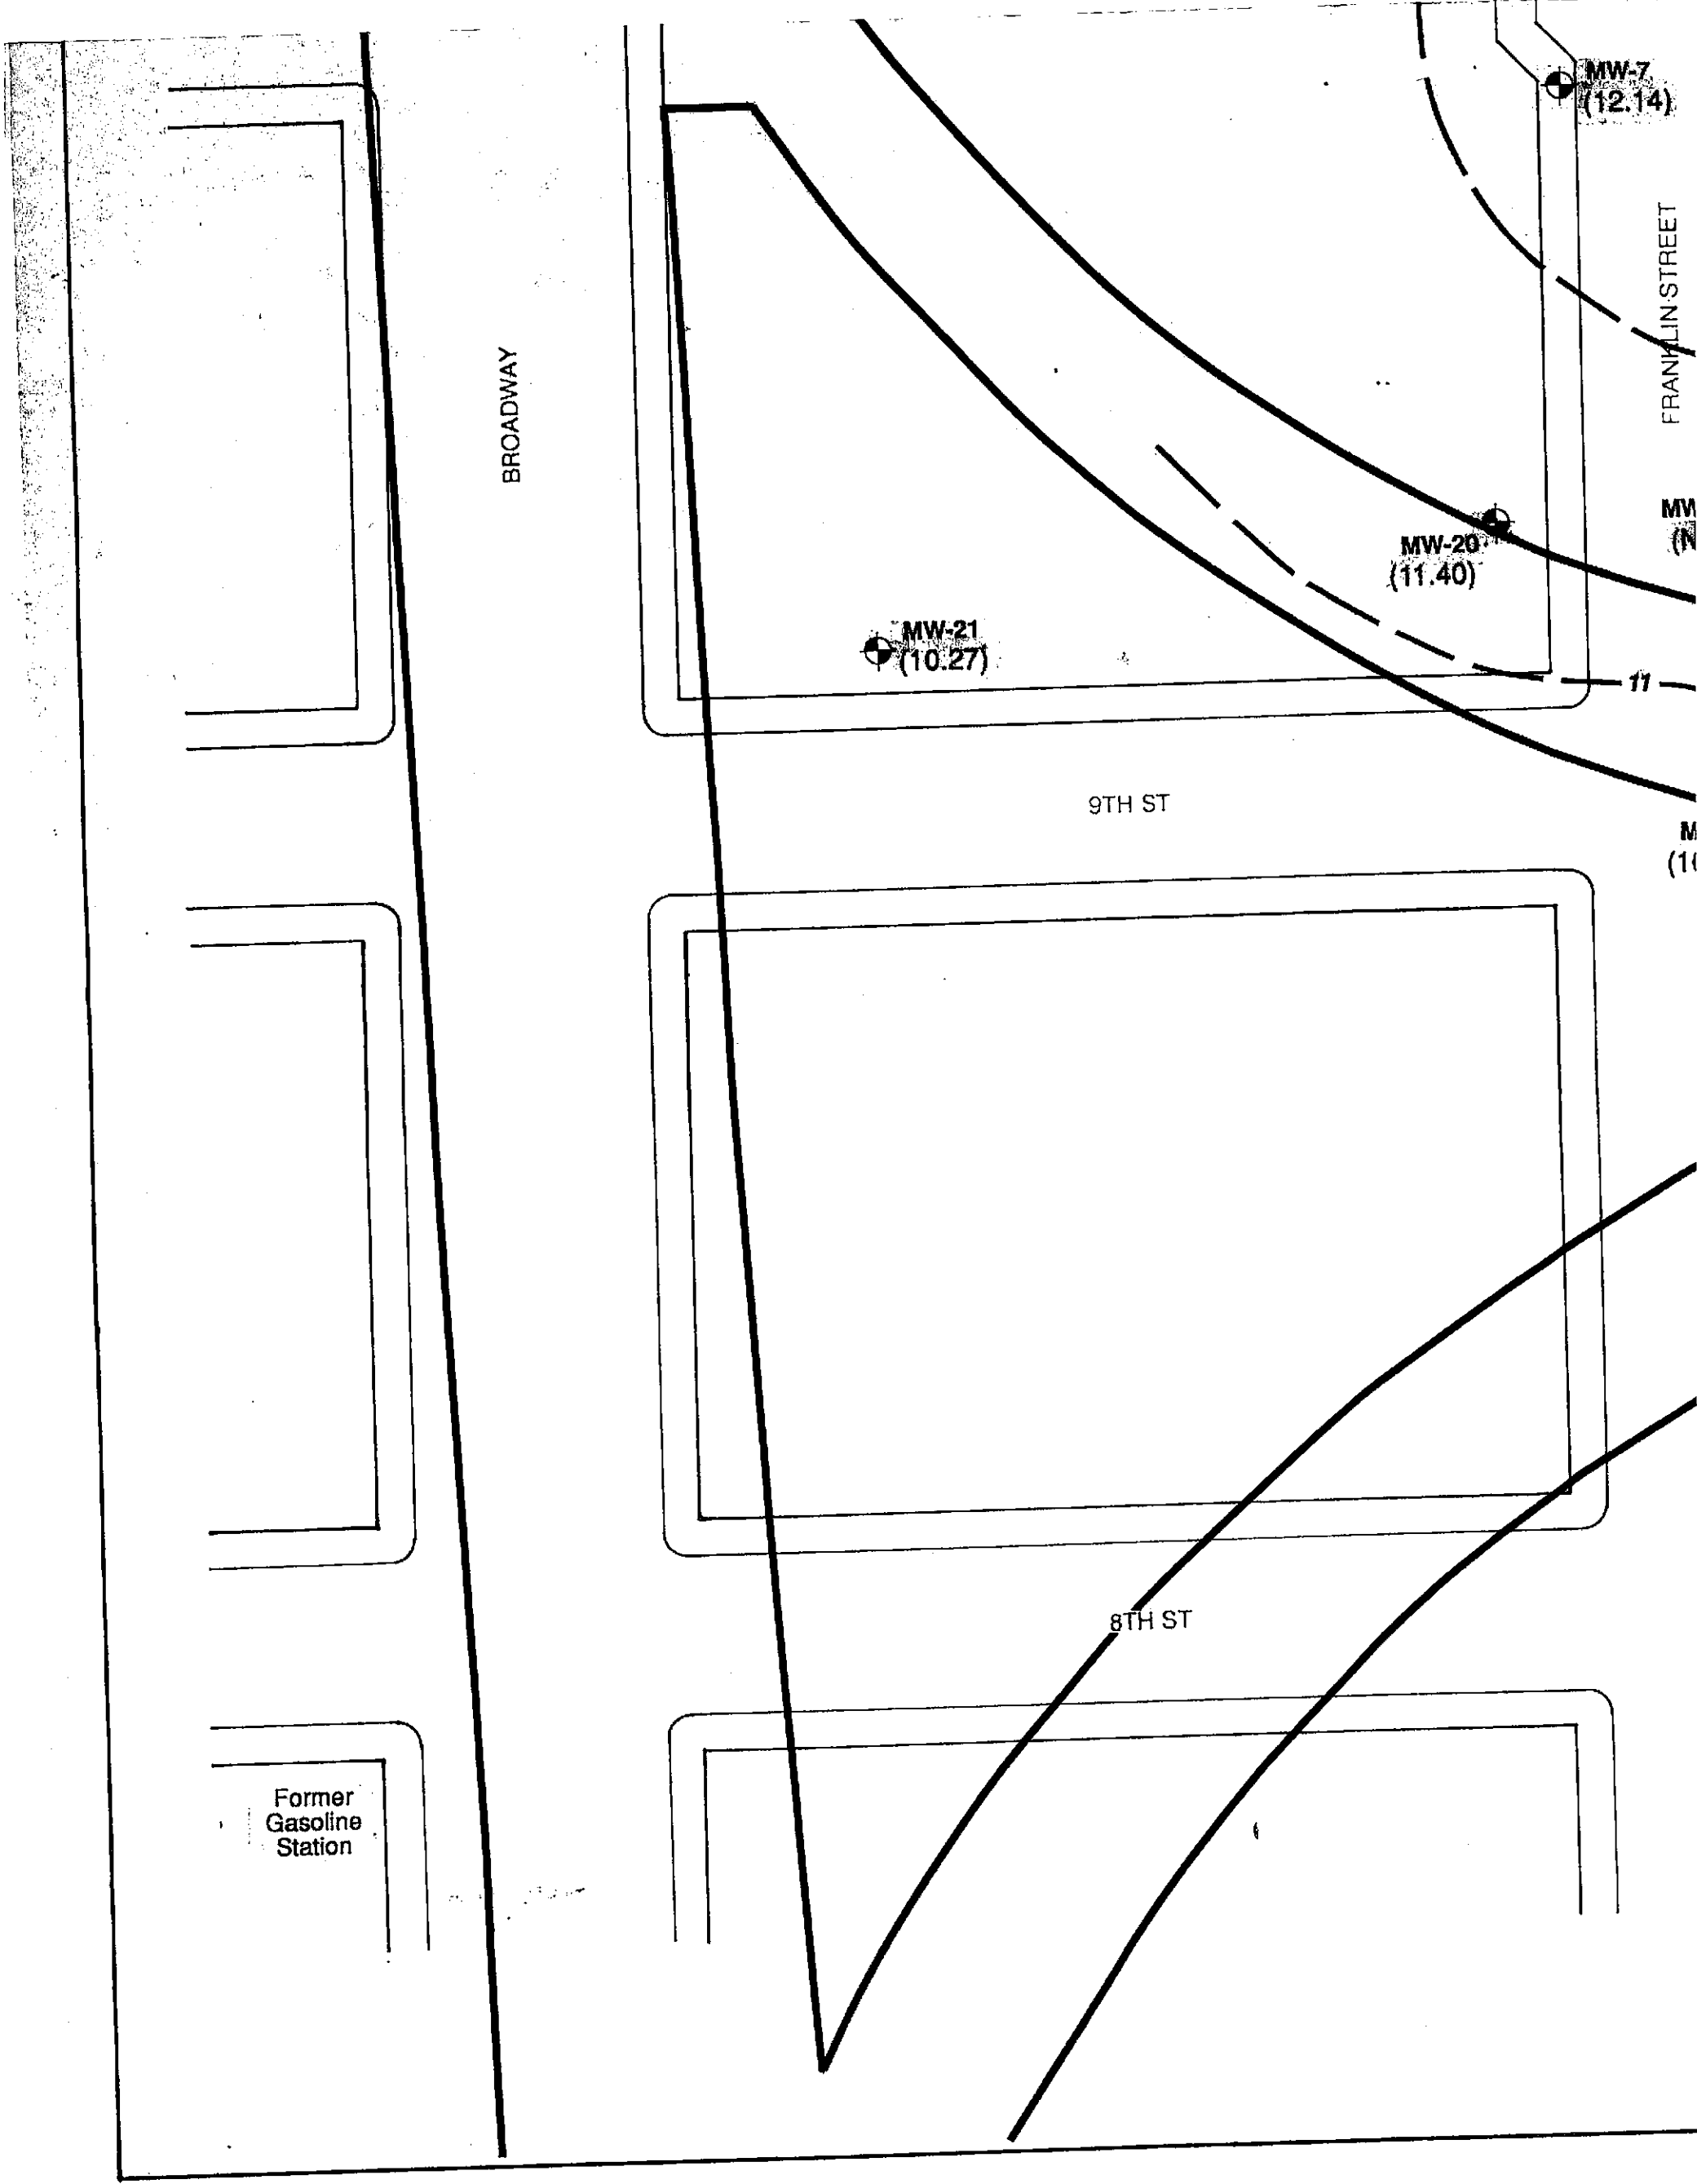 MW-7
(12.14)
FRANKLIN STREET
BROADWAY
MW-20
(11.40)
MW-21
(10.27)
11
9TH ST
8TH ST
Former
Gasoline
Station